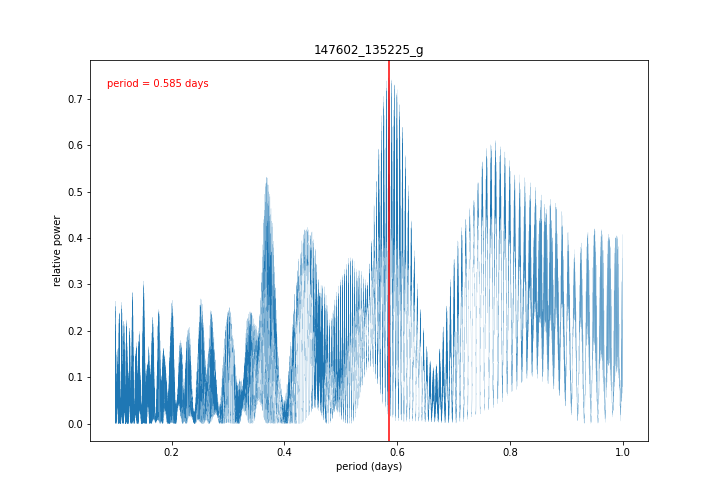 147602_135225_g
period = 0.585 days
relative power
0.7
0.6
0.5
0.4
0.3
0.2
0.1
0.0
0.2 0.4 0.6 0.8 1.0
period (days)